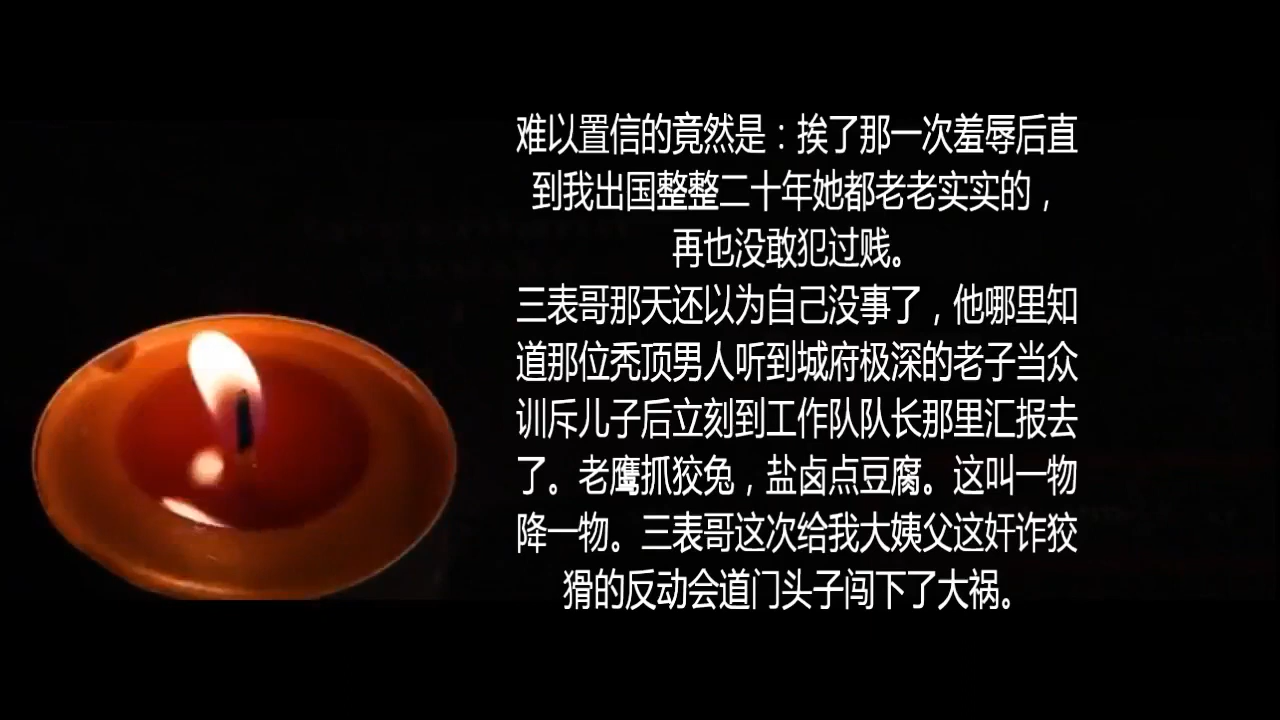 难以置信的竟然是：挨了那一次羞辱后直
到我出国整整二十年她都老老实实的，
再也没敢犯过贱。
三表哥那天还以为自己没事了，他哪里知
道那位秃顶男人听到城府极深的老子当众
训斥儿子后立刻到工作队队长那里汇报去
了。老鹰抓狡兔，盐卤点豆腐。这叫一物
降一物。三表哥这次给我大姨父这奸诈狡
猾的反动会道门头子闯下了大祸。